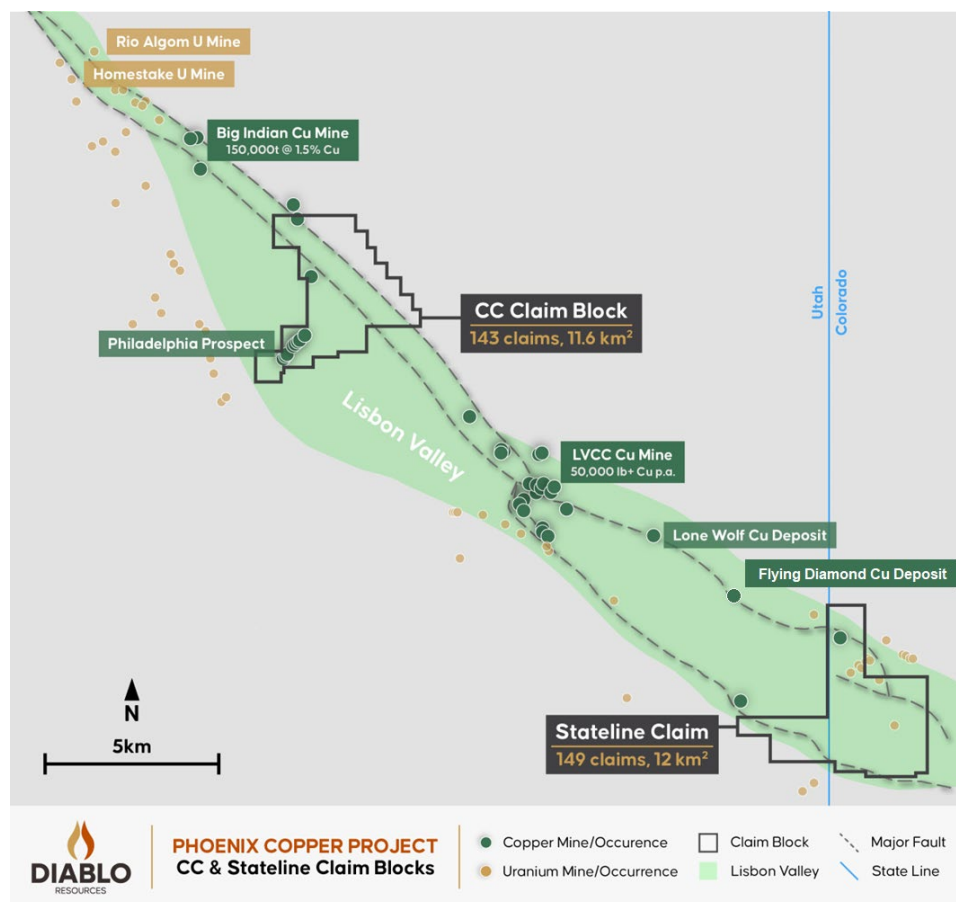 Rio Algom U Mine
Homestake U Mine
Big Indian Cu Mine
150,000t @ 1.5% Cu
CC Claim Block
143 claims, 11.6 km²
Utah
Colorado
Philadelphia Prospect
Lisbon Valley
LVCC Cu Mine
50,000 lb+ Cu p.a.
Lone Wolf Cu Deposit
Flying Diamond Cu Deposit
N
5km
Stateline Claim
149 claims, 12 km²
DIABLO
RESOURCES
PHOENIX COPPER PROJECT
CC & Stateline Claim Blocks
Copper Mine/Occurence
Uranium Mine/Occurrence
Claim Block
Lisbon Valley
Major Fault
State Line